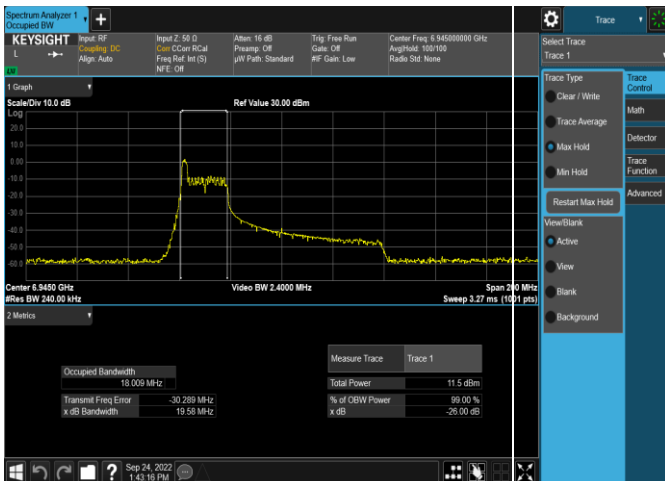 Spectrum Analyzer 1
Occupied BW
+
Trace
KEYSIGHT
L
LV
Input: RF
Coupling: DC
Align: Auto
Input Z: 50 Ω
Corr CCorr RCal
Freq Ref: Int (S)
NFE: Off
Atten: 16 dB
Preamp: Off
µW Path: Standard
Trig: Free Run
Gate: Off
#IF Gain: Low
Center Freq: 6.945000000 GHz
Avg|Hold: 100/100
Radio Std: None
Select Trace
Trace 1
1 Graph
Scale/Div 10.0 dB
Ref Value 30.00 dBm
Log
20.0
10.0
0.00
-10.0
-20.0
-30.0
-40.0
-50.0
-60.0
Center 6.9450 GHz
#Res BW 240.00 kHz
Video BW 2.4000 MHz
Span 200 MHz
Sweep 3.27 ms (1001 pts)
Trace Type
Clear / Write
Trace Average
Max Hold
Min Hold
Restart Max Hold
View/Blank
Active
View
Blank
Background
Trace
Control
Math
Detector
Trace
Function
Advanced
2 Metrics
Occupied Bandwidth
18.009 MHz
Transmit Freq Error -30.289 MHz
x dB Bandwidth 19.58 MHz
Measure Trace Trace 1
Total Power 11.5 dBm
% of OBW Power 99.00 %
x dB -26.00 dB
?
Sep 24, 2022
1:43:16 PM